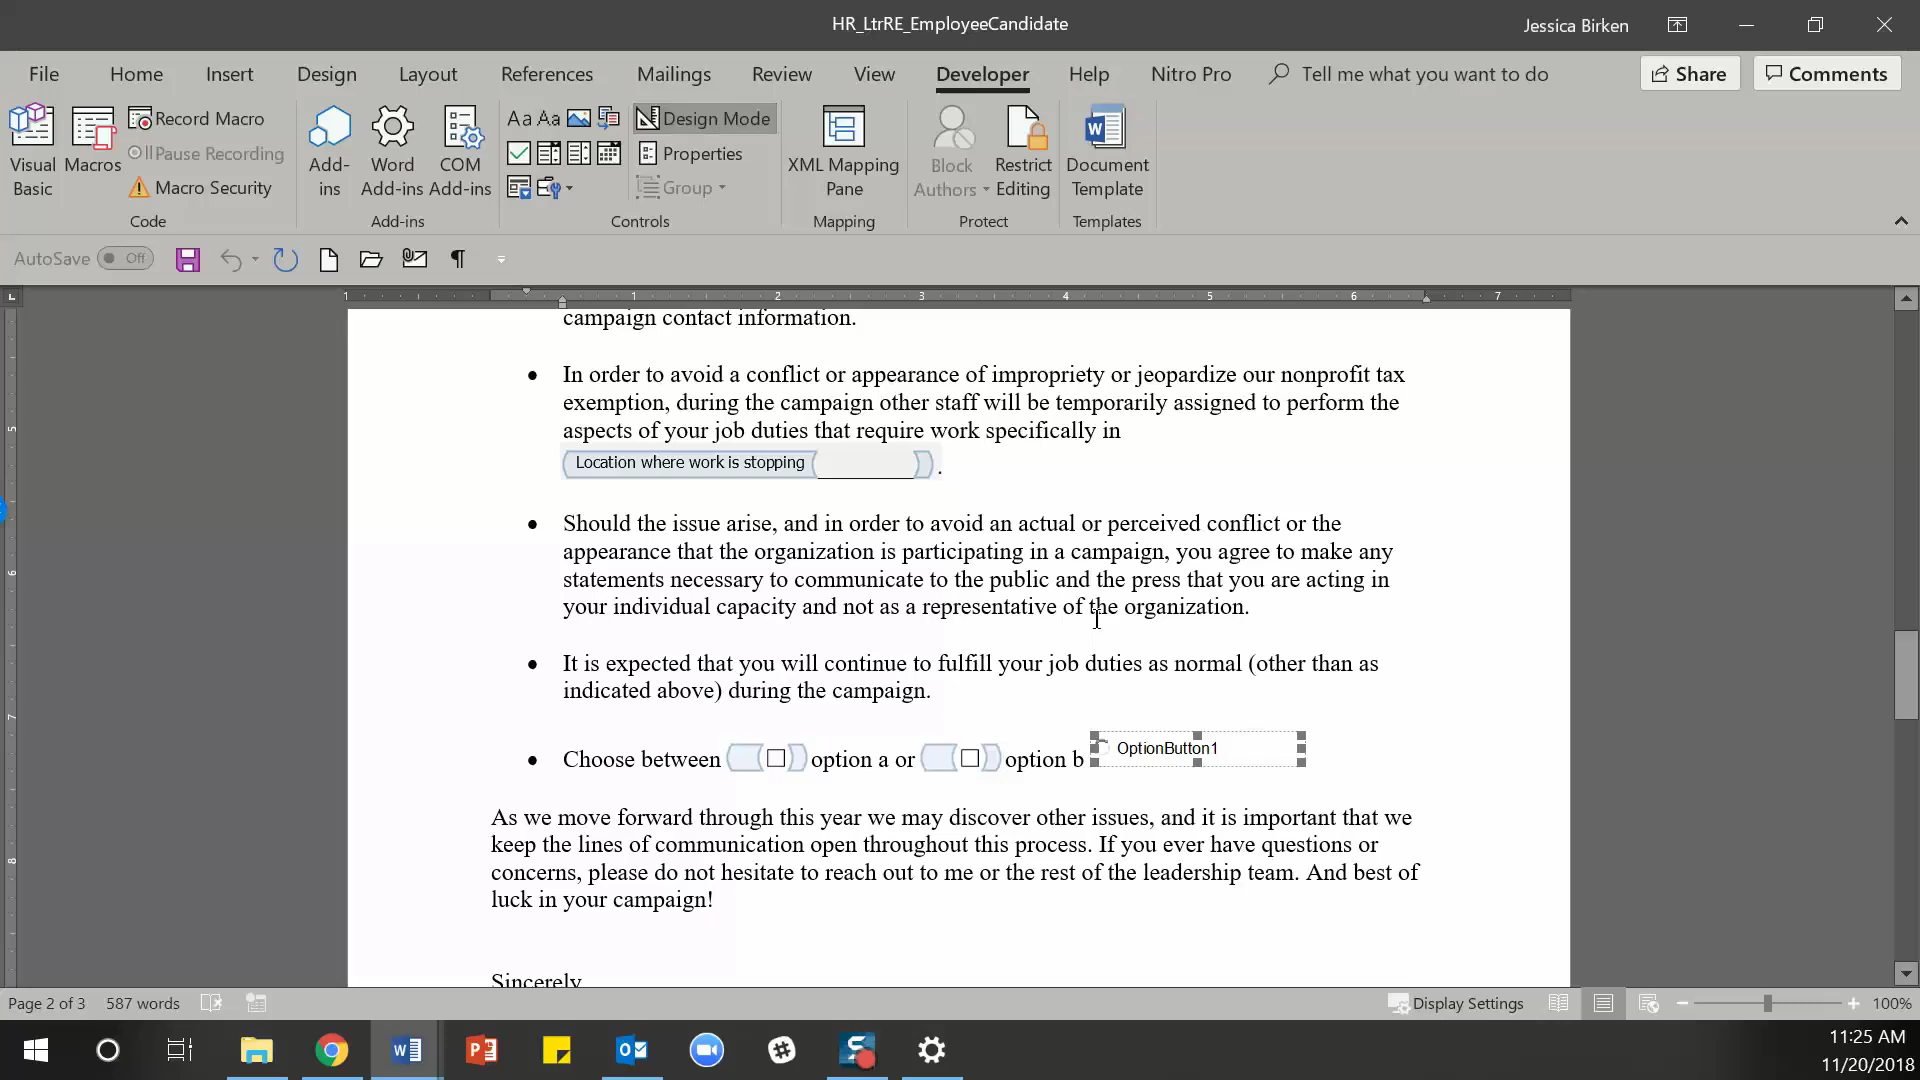 HR_LtrRE_EmployeeCandidate
Jessica Birken
File Home Insert Design Layout References Mailings Review View Developer Help Nitro Pro Tell me what you want to do Share Comments
Visual Basic
Macros
Record Macro
Pause Recording
Macro Security
Code
Add-ins
Word Add-ins
COM Add-ins
Add-ins
Aa Aa
Design Mode
Properties
Group
Controls
XML Mapping Pane
Mapping
Block Authors
Restrict Editing
Protect
Document Template
Templates
AutoSave Off
1 1 2 3 4 5 6 7
campaign contact information.
• In order to avoid a conflict or appearance of impropriety or jeopardize our nonprofit tax
exemption, during the campaign other staff will be temporarily assigned to perform the
aspects of your job duties that require work specifically in
Location where work is stopping .
• Should the issue arise, and in order to avoid an actual or perceived conflict or the
appearance that the organization is participating in a campaign, you agree to make any
statements necessary to communicate to the public and the press that you are acting in
your individual capacity and not as a representative of the organization.
• It is expected that you will continue to fulfill your job duties as normal (other than as
indicated above) during the campaign.
• Choose between ☐ option a or ☐ option b OptionButton1
As we move forward through this year we may discover other issues, and it is important that we
keep the lines of communication open throughout this process. If you ever have questions or
concerns, please do not hesitate to reach out to me or the rest of the leadership team. And best of
luck in your campaign!
Sincerely
5
6
7
8
Page 2 of 3 587 words Display Settings 100%
11:25 AM
11/20/2018